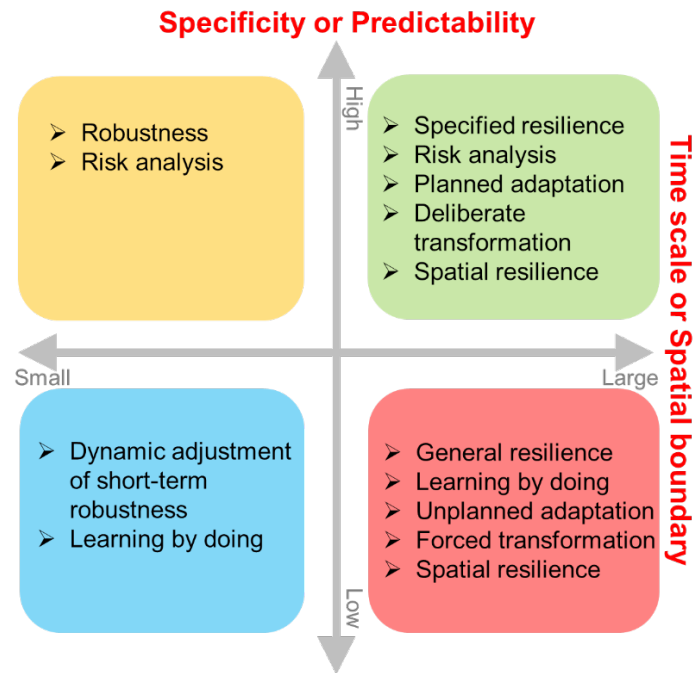 Specificity or Predictability
High
➢ Robustness
➢ Risk analysis
➢ Specified resilience
➢ Risk analysis
➢ Planned adaptation
➢ Deliberate
transformation
➢ Spatial resilience
Time scale or Spatial boundary
Small
Large
➢ Dynamic adjustment
of short-term
robustness
➢ Learning by doing
➢ General resilience
➢ Learning by doing
➢ Unplanned adaptation
➢ Forced transformation
➢ Spatial resilience
Low